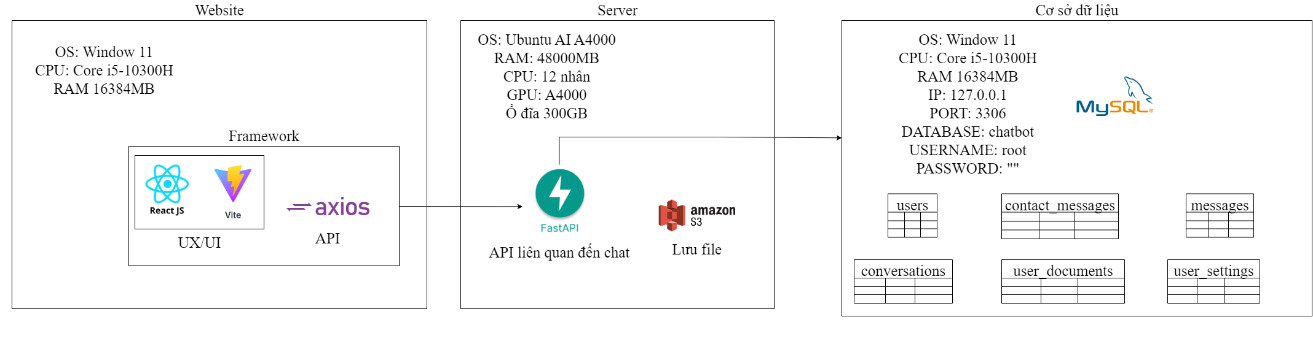 Website
OS: Window 11
CPU: Core i5-10300H
RAM 16384MB
Framework
React JS
Vite
UX/UI
axios
API
Server
OS: Ubuntu AI A4000
RAM: 48000MB
CPU: 12 nhân
GPU: A4000
Ổ đĩa 300GB
FastAPI
API liên quan đến chat
amazon
S3
Lưu file
Cơ sở dữ liệu
OS: Window 11
CPU: Core i5-10300H
RAM 16384MB
IP: 127.0.0.1
PORT: 3306
DATABASE: chatbot
USERNAME: root
PASSWORD: ""
MySQL®
users
contact_messages
messages
conversations
user_documents
user_settings